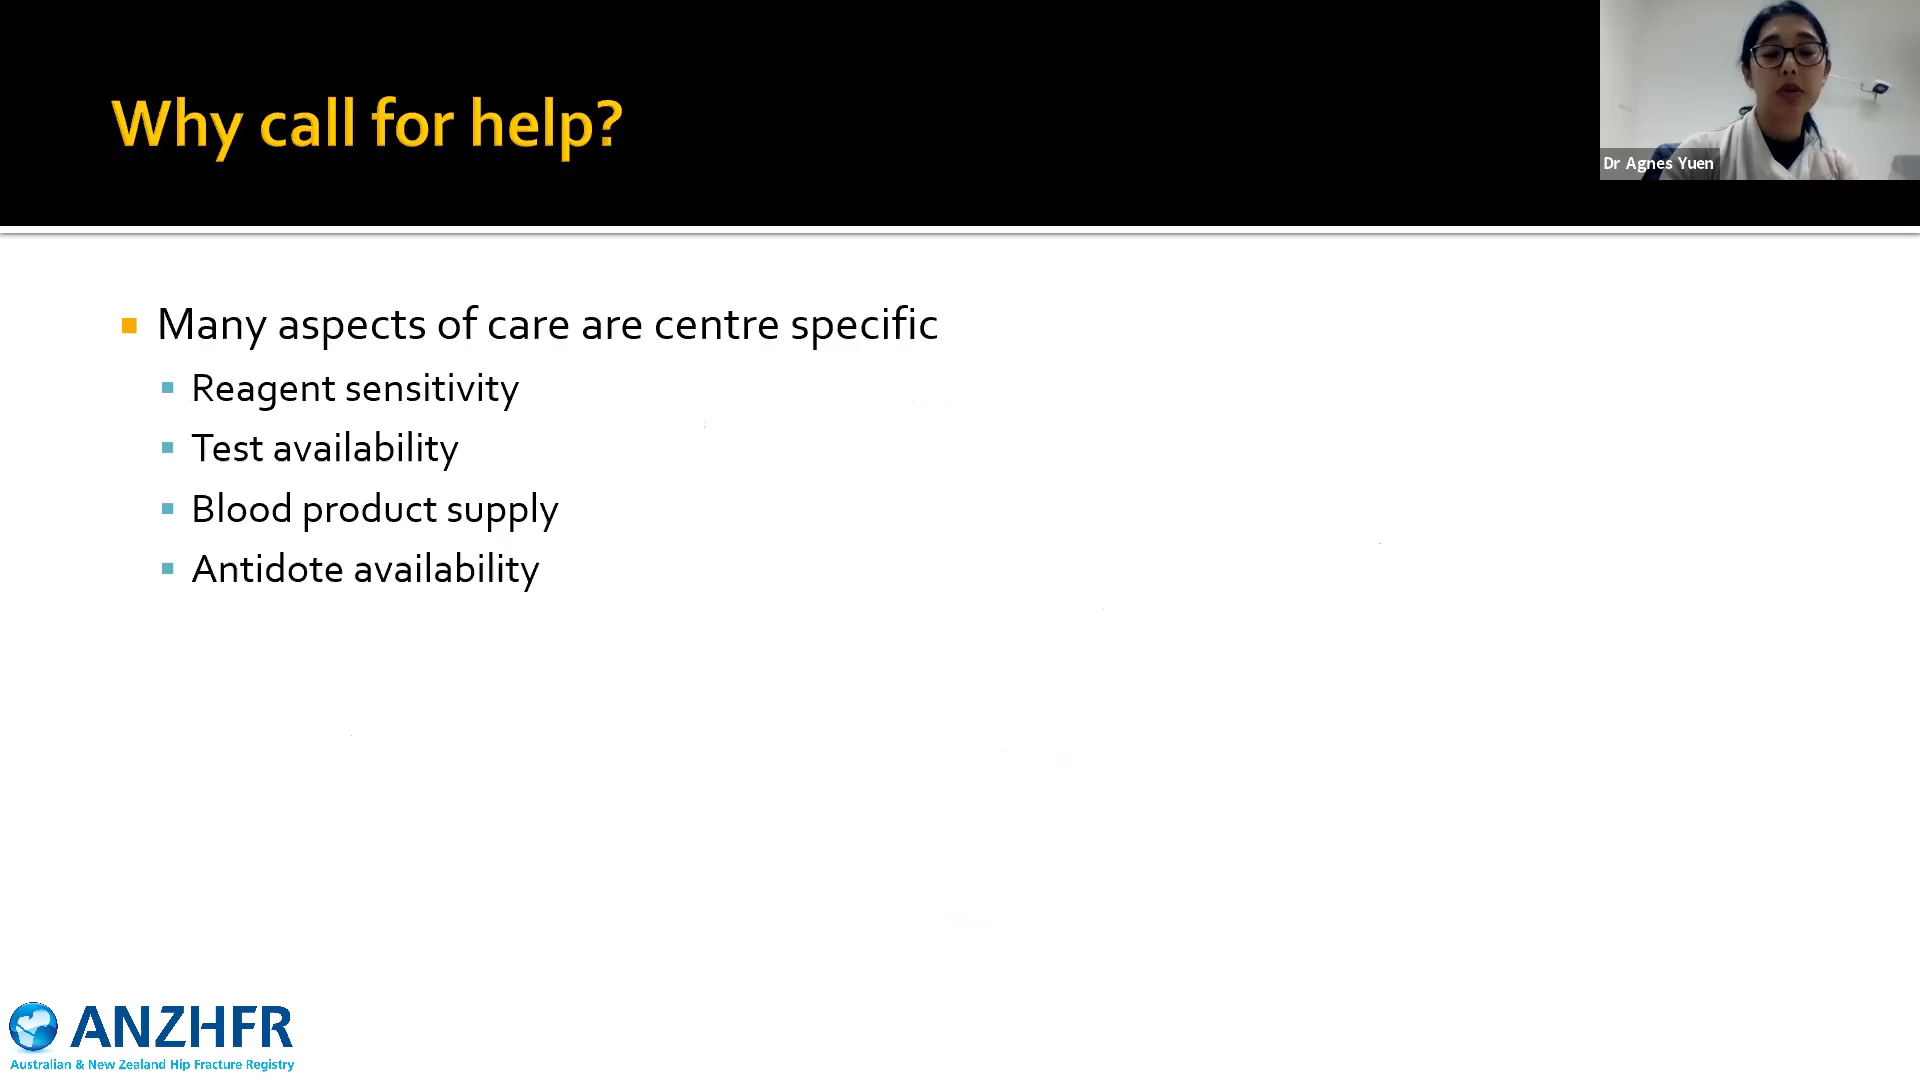 Why call for help?
Dr Agnes Yuen
Many aspects of care are centre specific
Reagent sensitivity
Test availability
Blood product supply
Antidote availability
ANZHFR
Australian & New Zealand Hip Fracture Registry